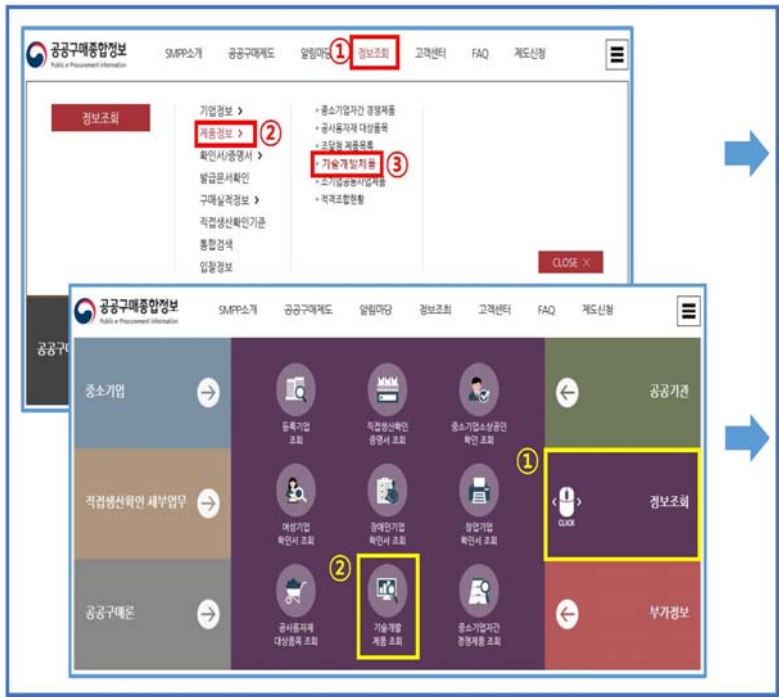 공공구매종합정보
Public e-Procurement Information
SMPP소개 공공구매제도 알림마당 ① 정보조회 고객센터 FAQ 제도신청
정보조회
기업정보 >
제품정보 > ②
확인서/증명서 >
발급문서확인
구매실적정보 >
직접생산확인기준
통합검색
입찰정보
중소기업자간 경쟁제품
공사용자재 대상품목
조달청 제품목록
기술개발제품 ③
소기업공동사업제품
적격조합현황
CLOSE X
공공구매종합정보
Public e-Procurement Information
SMPP소개 공공구매제도 알림마당 정보조회 고객센터 FAQ 제도신청
공공구
중소기업
등록기업
조회
직접생산확인
증명서 조회
중소기업소상공인
확인 조회
공공기관
직접생산확인 세부업무
여성기업
확인서 조회
장애인기업
확인서 조회
창업기업
확인서 조회
①
CLICK
정보조회
공공구매론
공사용자재
대상품목 조회
②
기술개발
제품 조회
중소기업자간
경쟁제품 조회
부가정보